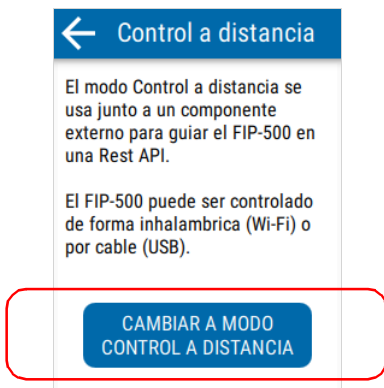 Control a distancia
El modo Control a distancia se
usa junto a un componente
externo para guiar el FIP-500 en
una Rest API.
El FIP-500 puede ser controlado
de forma inhalambrica (Wi-Fi) o
por cable (USB).
CAMBIAR A MODO
CONTROL A DISTANCIA